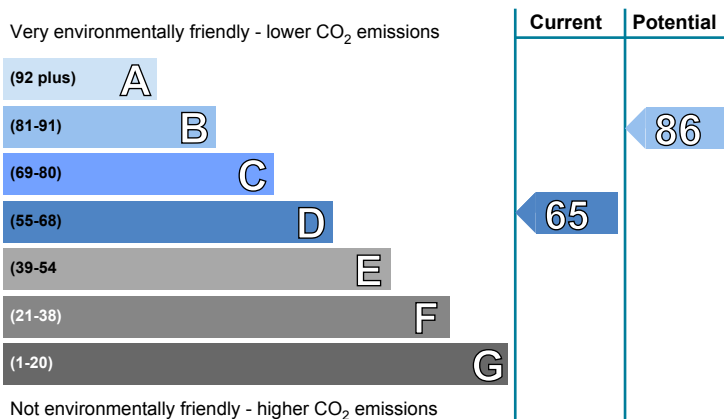 Current Potential
Very environmentally friendly - lower CO2 emissions
(92 plus) A
(81-91) B
86
(69-80) C
(55-68) D
65
(39-54 E
(21-38) F
(1-20) G
Not environmentally friendly - higher CO2 emissions